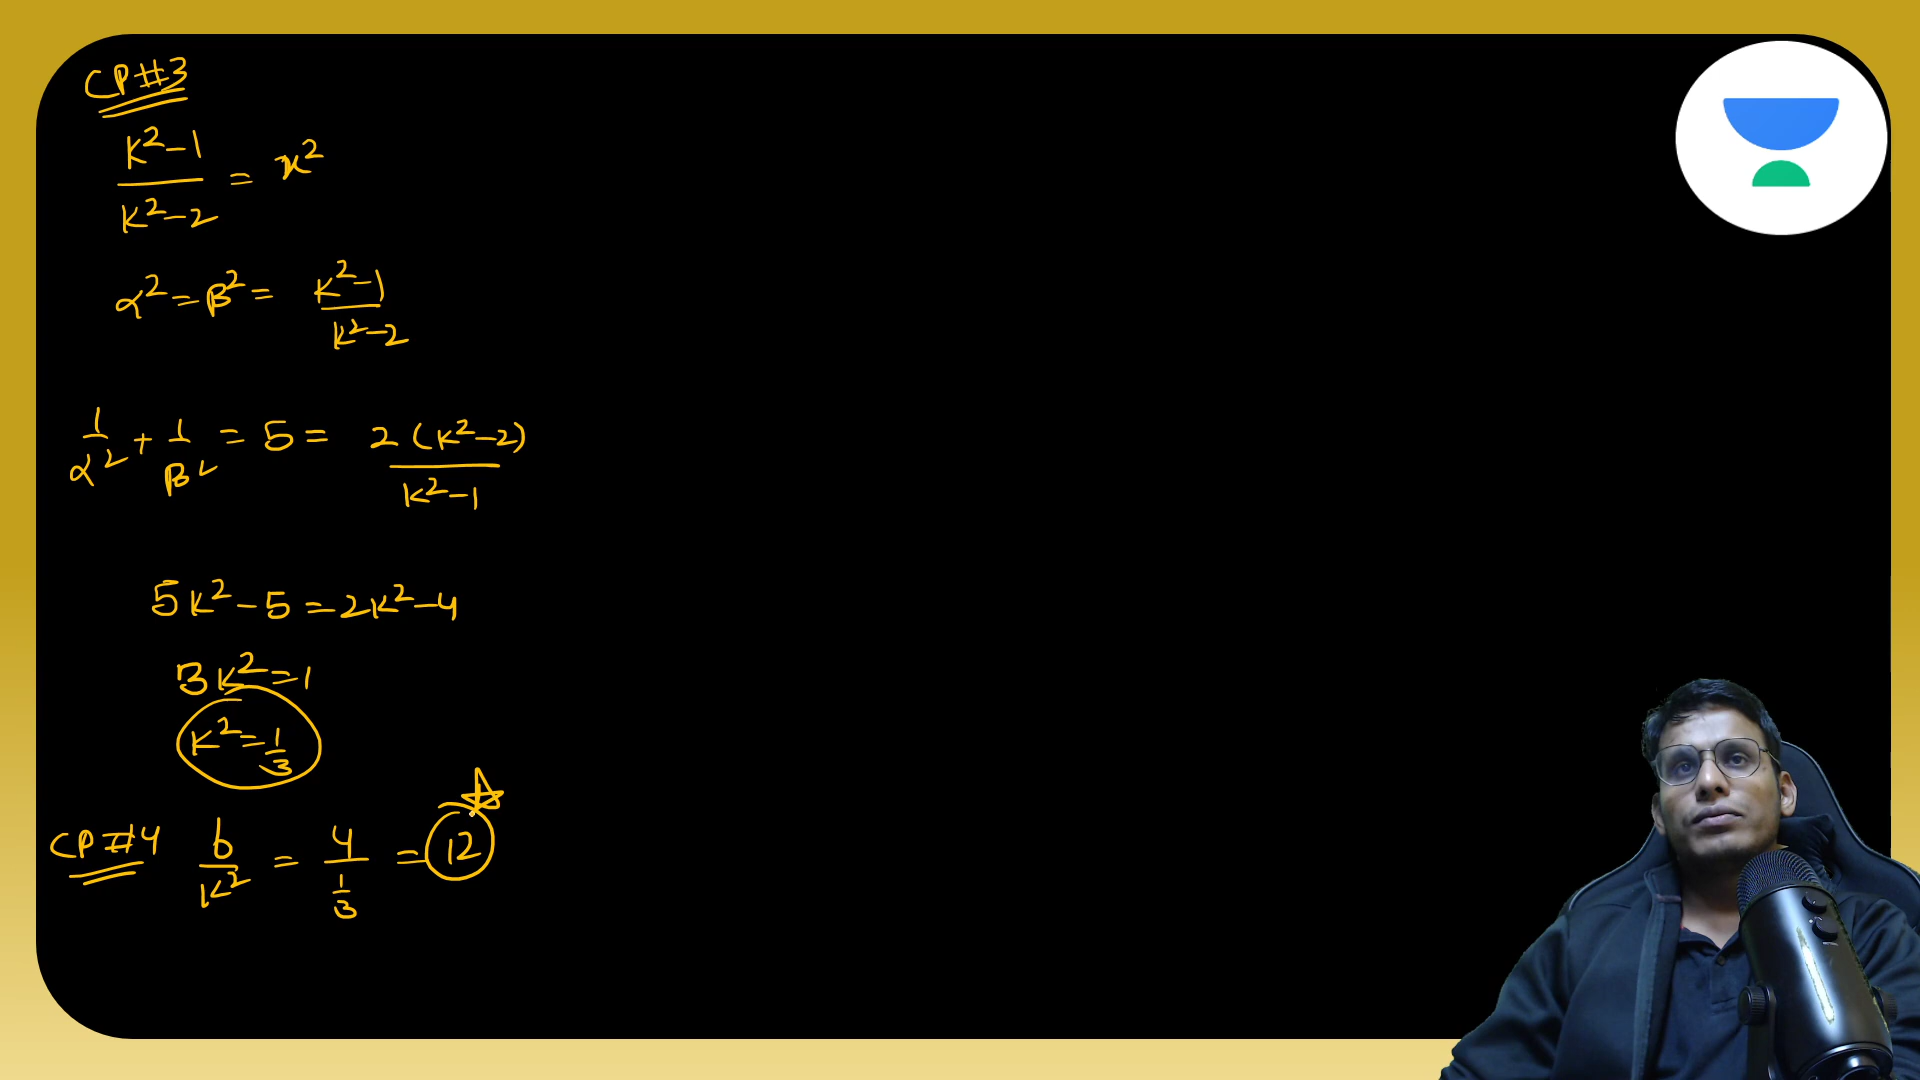 CP#3
K²-1 / K²-2 = x²
α² = β² = K²-1 / K²-2
1/α² + 1/β² = 5 = 2(K²-2) / K²-1
5K²-5 = 2K²-4
3K² = 1
K² = 1/3
CP#4 b/K² = 4 / 1/3 = 12